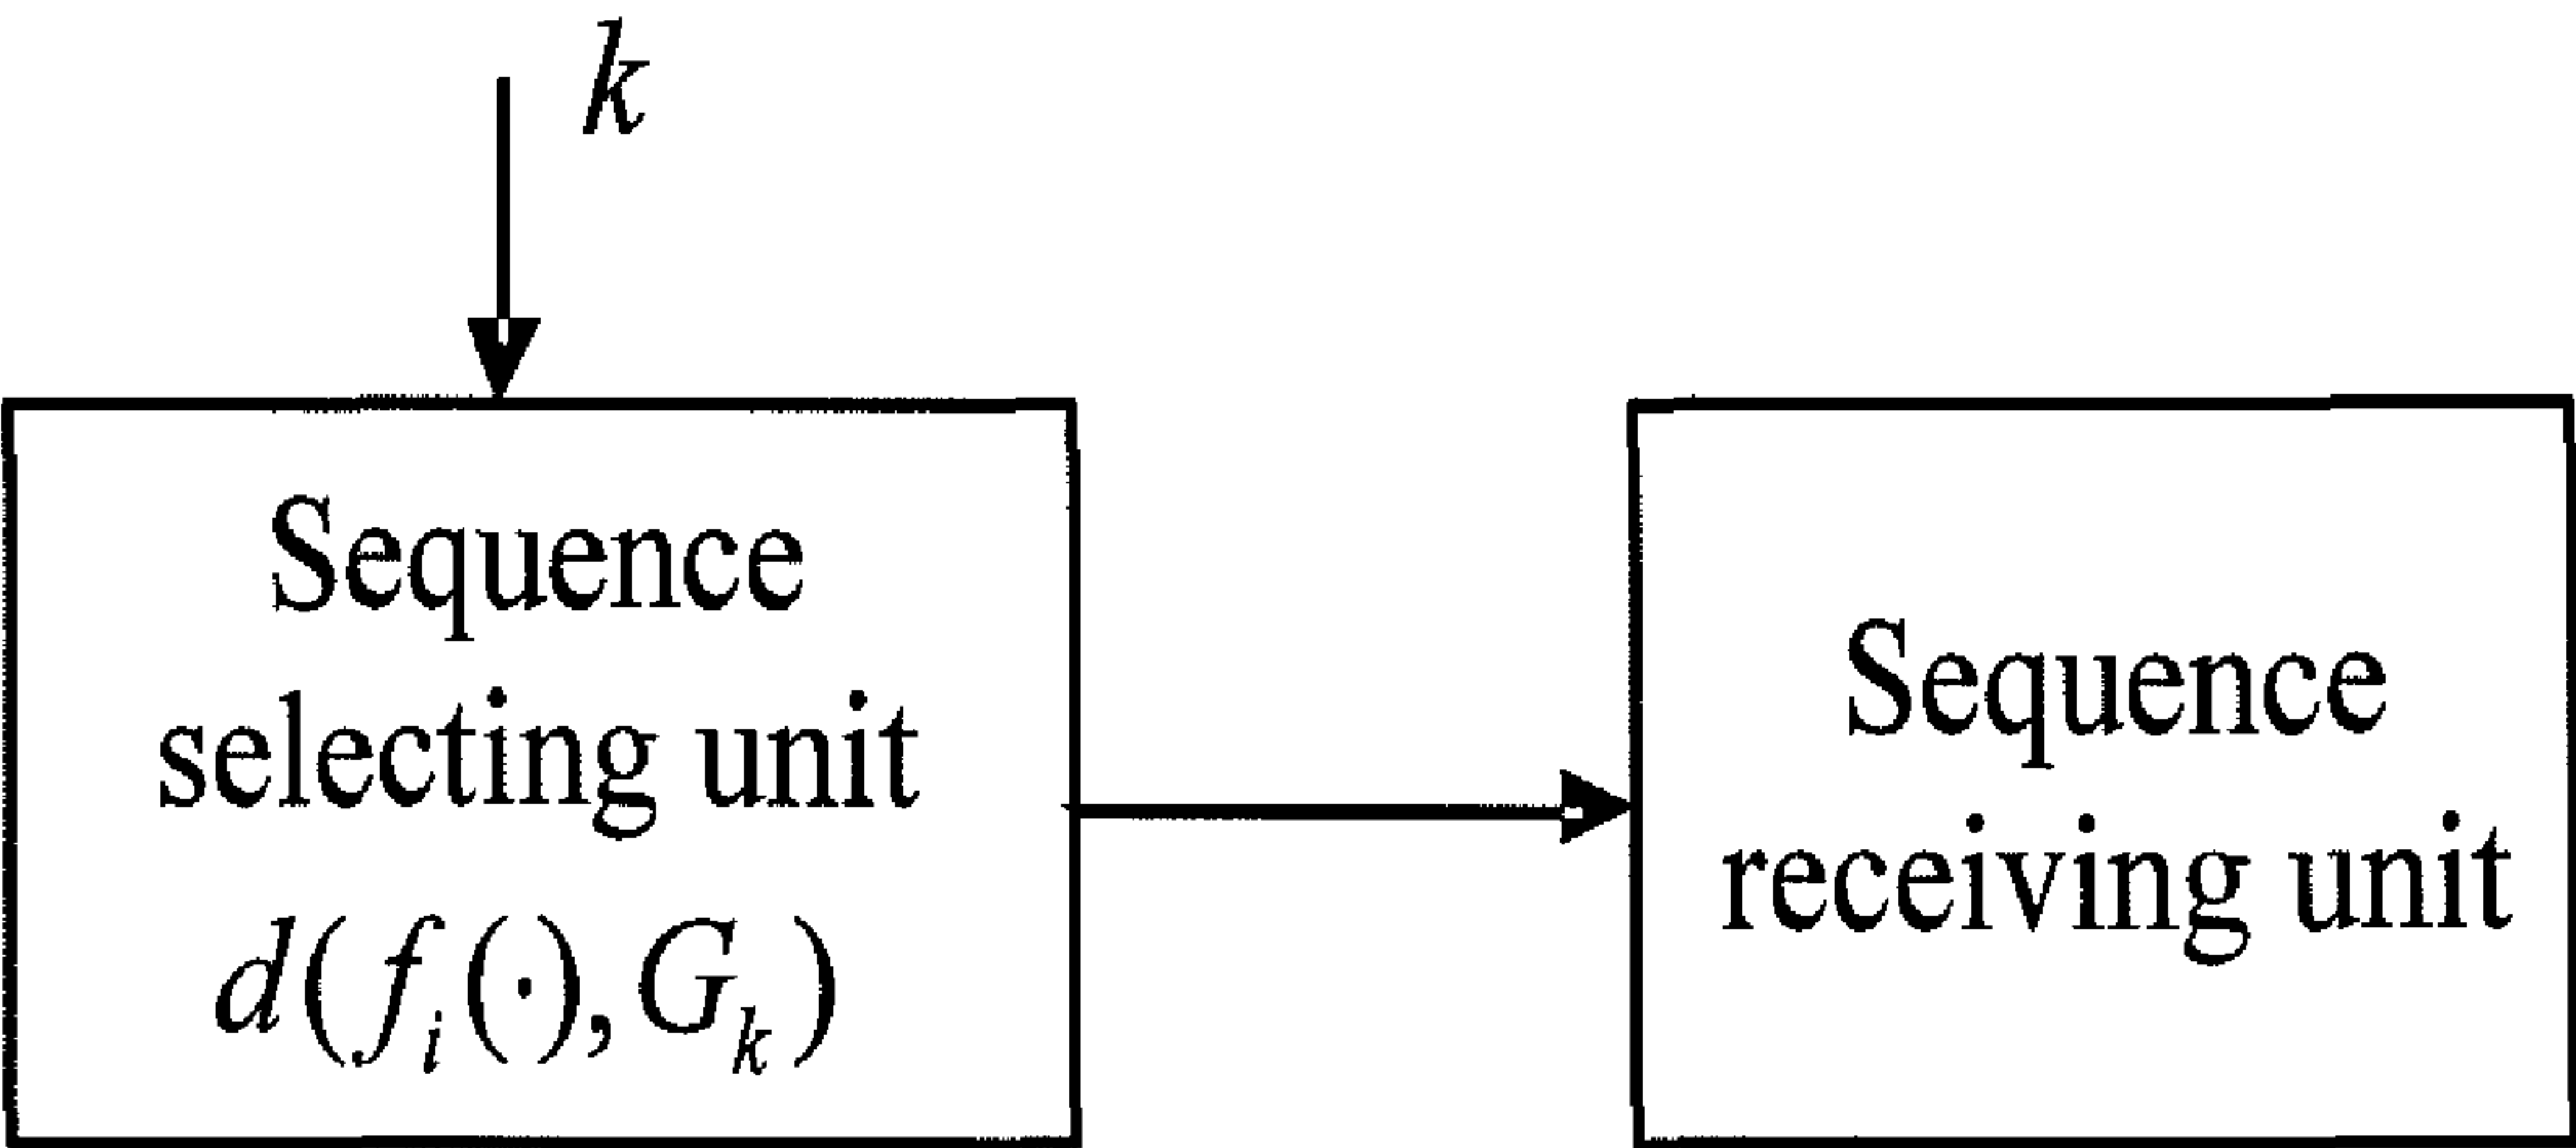 k
Sequence
selecting unit
d(f_i(·), G_k)
Sequence
receiving unit